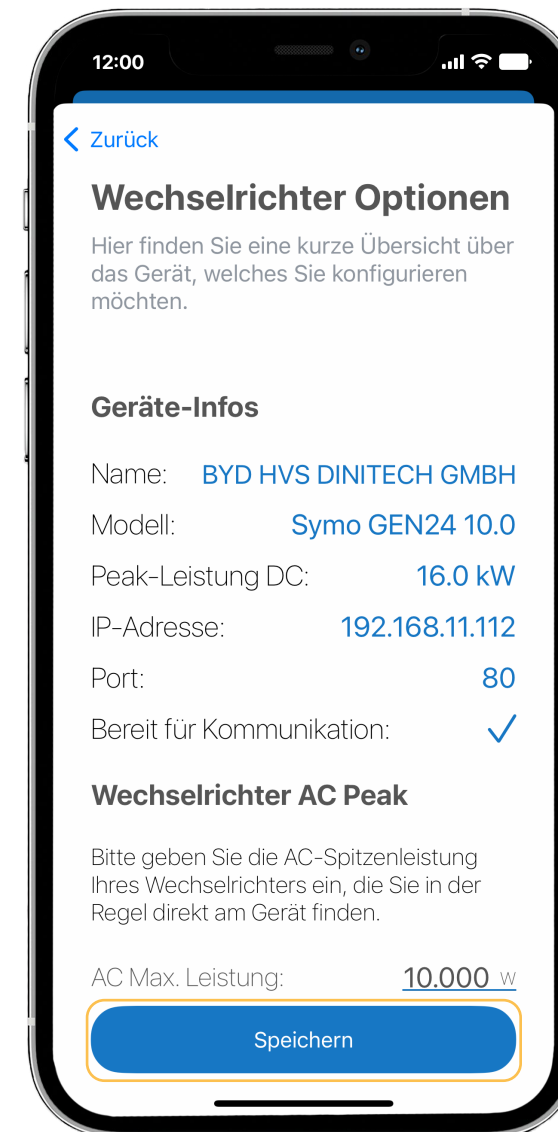 12:00
Zurück
Wechselrichter Optionen
Hier finden Sie eine kurze Übersicht über
das Gerät, welches Sie konfigurieren
möchten.
Geräte-Infos
Name: BYD HVS DINITECH GMBH
Modell: Symo GEN24 10.0
Peak-Leistung DC: 16.0 kW
IP-Adresse: 192.168.11.112
Port: 80
Bereit für Kommunikation:
Wechselrichter AC Peak
Bitte geben Sie die AC-Spitzenleistung
Ihres Wechselrichters ein, die Sie in der
Regel direkt am Gerät finden.
AC Max. Leistung: 10.000 W
Speichern